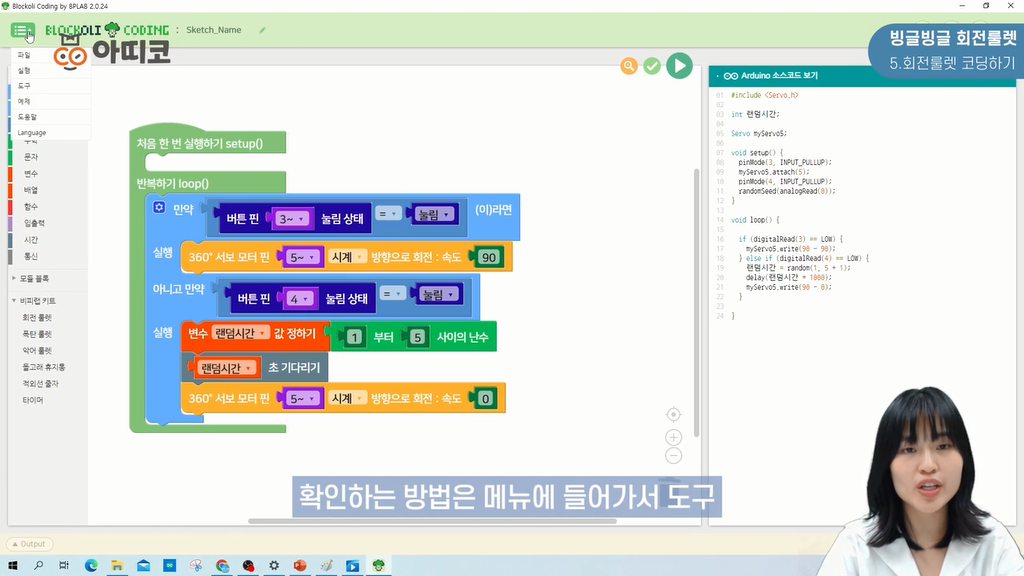 Blockoli Coding by BPLAB 2.0.24
BLOCKOLI CODING : Sketch_Name
아띠코
빙글빙글 회전룰렛
5.회전룰렛 코딩하기
파일
실행
도구
예제
도움말
Language
문자
변수
배열
함수
입출력
시간
통신
모듈 블록
비피랩 키트
회전 룰렛
폭탄 룰렛
악어 룰렛
돌고래 휴지통
적외선 줄자
타이머
처음 한 번 실행하기 setup()
반복하기 loop()
만약 버튼 핀 3~ 눌림 상태 = 눌림 (이)라면
실행 360° 서보 모터 핀 5~ 시계 방향으로 회전 : 속도 90
아니고 만약 버튼 핀 4 눌림 상태 = 눌림
실행 변수 랜덤시간 값 정하기 1 부터 5 사이의 난수
랜덤시간 초 기다리기
360° 서보 모터 핀 5~ 시계 방향으로 회전 : 속도 0
Arduino 소스코드 보기
01 #include <Servo.h>
02
03 int 랜덤시간;
04
05 Servo myServo5;
06
07 void setup() {
08 pinMode(3, INPUT_PULLUP);
09 myServo5.attach(5);
10 pinMode(4, INPUT_PULLUP);
11 randomSeed(analogRead(0));
12 }
13
14 void loop() {
15
16 if (digitalRead(3) == LOW) {
17 myServo5.write(90 - 90);
18 } else if (digitalRead(4) == LOW) {
19 랜덤시간 = random(1, 5 + 1);
20 delay(랜덤시간 * 1000);
21 myServo5.write(90 - 0);
22 }
23
24 }
확인하는 방법은 메뉴에 들어가서 도구
Output